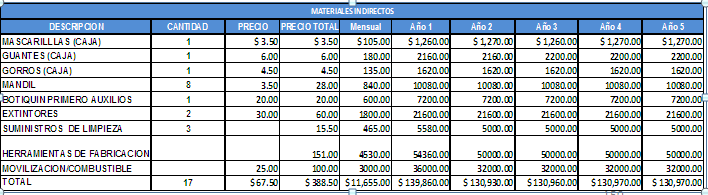 MATERIALES INDIRECTOS
DESCRIPCION CANTIDAD PRECIO PRECIO TOTAL Mensual Año 1 Año 2 Año 3 Año 4 Año 5
MASCARILLLAS (CAJA) 1 $ 3.50 $ 3.50 $ 105.00 $ 1,260.00 $ 1,270.00 $ 1,260.00 $ 1,270.00 $ 1,270.00
GUANTES (CAJA) 1 6.00 6.00 180.00 2160.00 2160.00 2200.00 2200.00 2200.00
GORROS (CAJA) 1 4.50 4.50 135.00 1620.00 1620.00 1620.00 1620.00 1620.00
MANDIL 8 3.50 28.00 840.00 10080.00 10080.00 10080.00 10080.00 10080.00
BOTIQUIN PRIMERO AUXILIOS 1 20.00 20.00 600.00 7200.00 7200.00 7200.00 7200.00 7200.00
EXTINTORES 2 30.00 60.00 1800.00 21600.00 21600.00 21600.00 21600.00 21600.00
SUMINISTROS DE LIMPIEZA 3 15.50 465.00 5580.00 5000.00 5000.00 5000.00 5000.00
HERRAMIENTAS DE FABRICACION 151.00 4530.00 54360.00 50000.00 50000.00 50000.00 50000.00
MOVILIZACION/COMBUSTIBLE 25.00 100.00 3000.00 36000.00 32000.00 32000.00 32000.00 32000.00
TOTAL 17 $ 67.50 $ 388.50 $ 11,655.00 $ 139,860.00 $ 130,930.00 $ 130,960.00 $ 130,970.00 $ 130,970.00